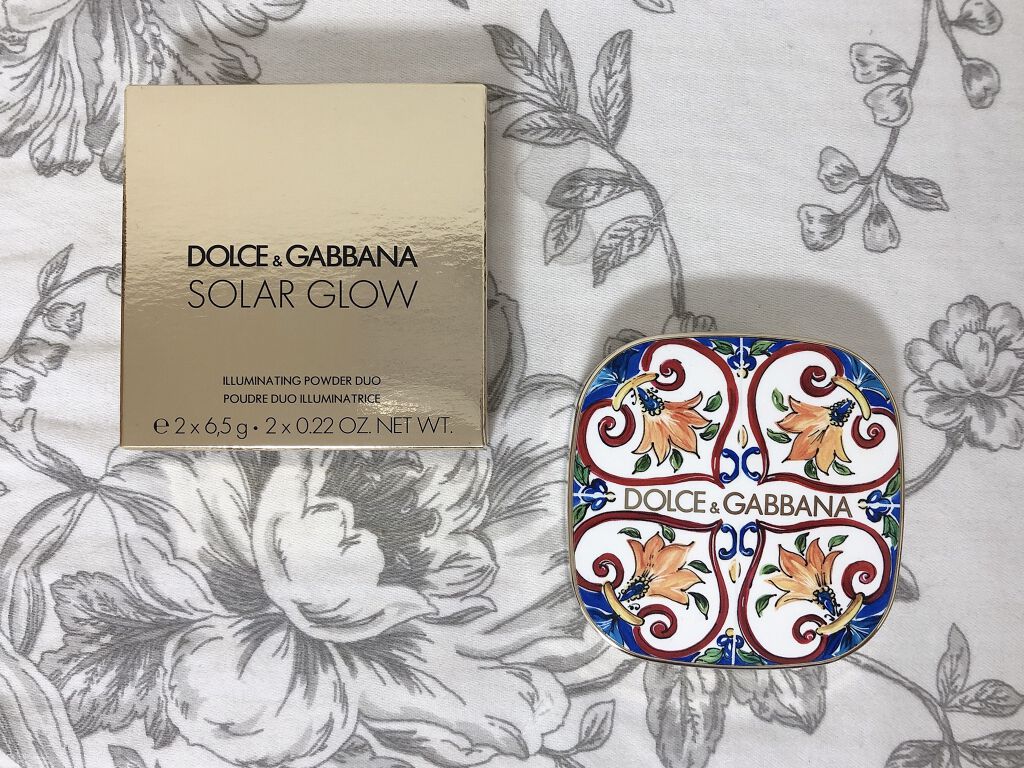 DOLCE & GABBANA
SOLAR GLOW
ILLUMINATING POWDER DUO
POUDRE DUO ILLUMINATRICE
℮ 2 x 6,5 g • 2 x 0.22 OZ. NET WT.
DOLCE & GABBANA